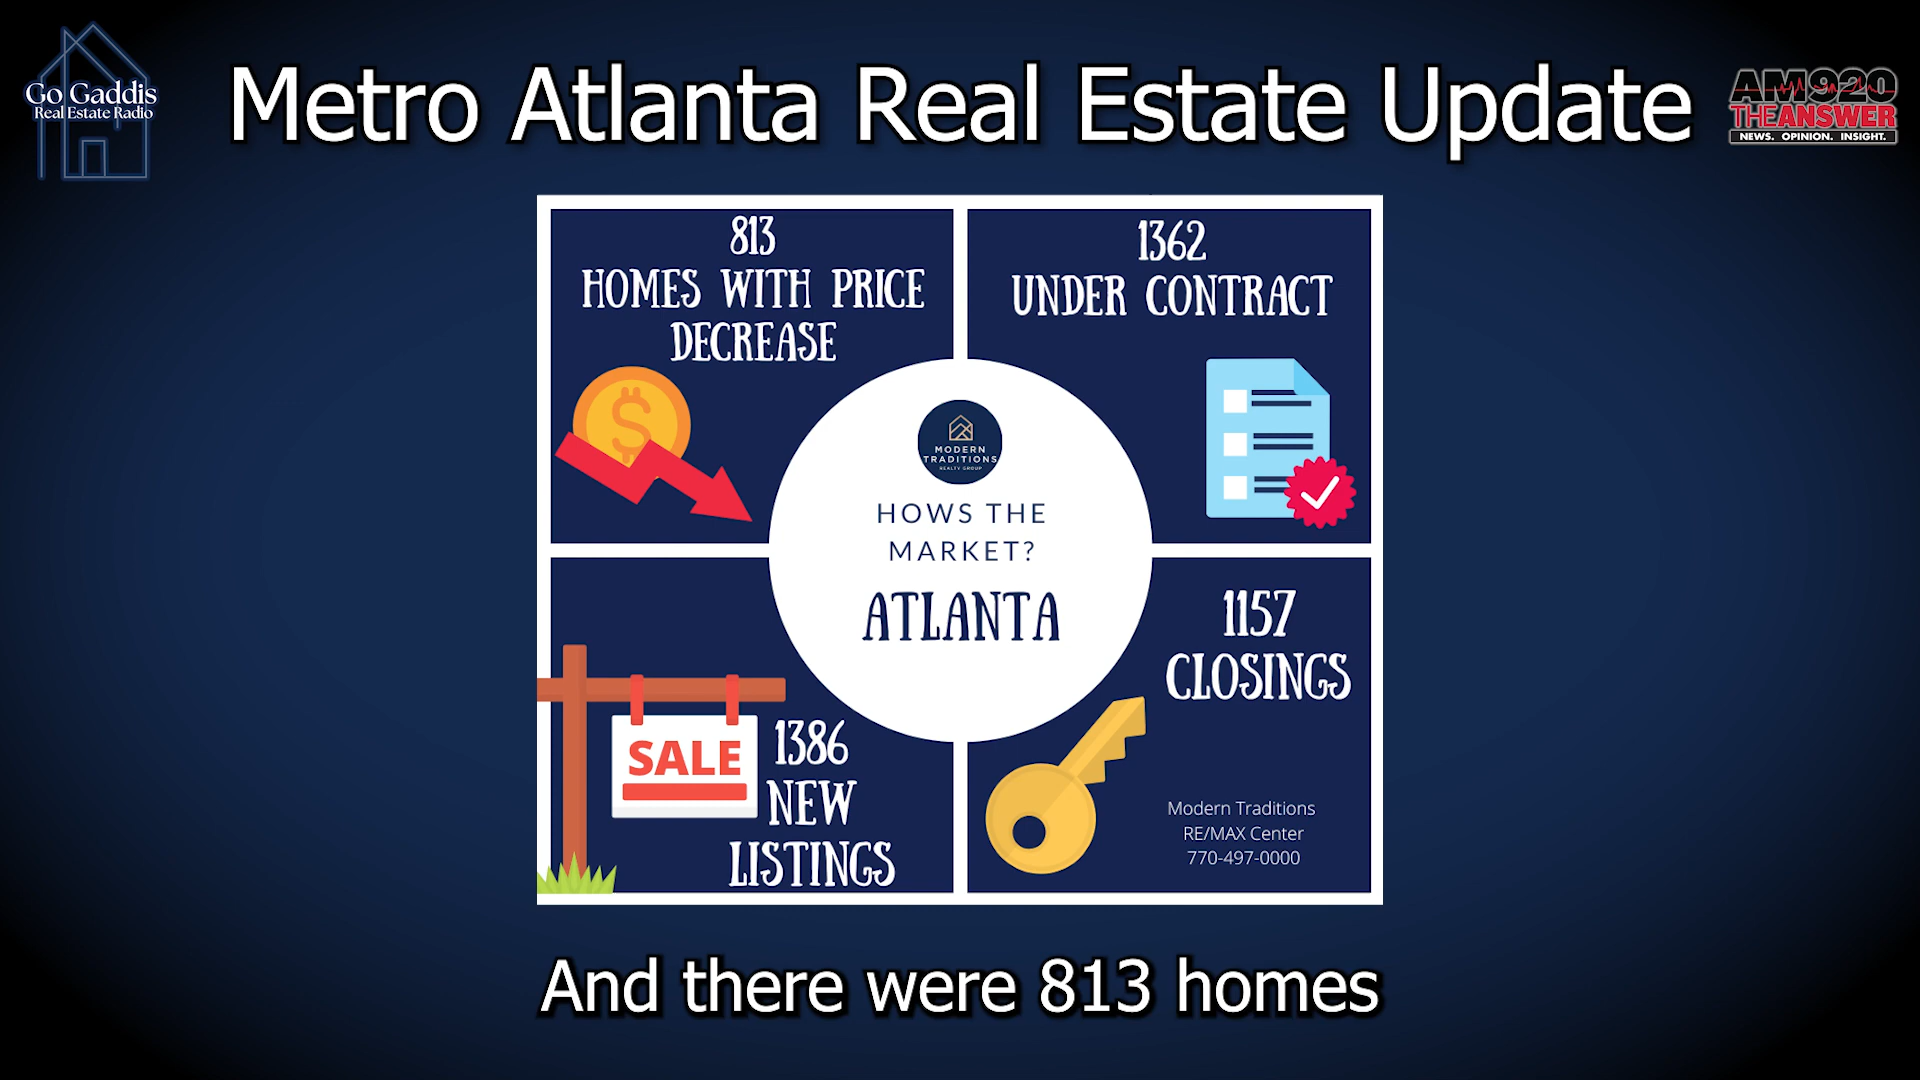 Go Gaddis
Real Estate Radio
Metro Atlanta Real Estate Update
AM920
THE ANSWER
NEWS. OPINION. INSIGHT.
813
HOMES WITH PRICE
DECREASE
1362
UNDER CONTRACT
MODERN
TRADITIONS
REALTY GROUP
HOWS THE
MARKET?
ATLANTA
SALE
1386
NEW
LISTINGS
1157
CLOSINGS
Modern Traditions
RE/MAX Center
770-497-0000
And there were 813 homes